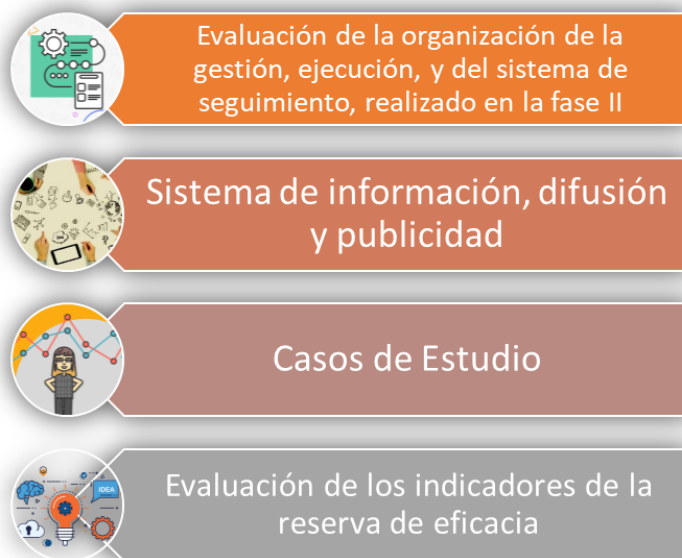 Evaluación de la organización de la
gestión, ejecución, y del sistema de
seguimiento, realizado en la fase II
Sistema de información, difusión
y publicidad
Casos de Estudio
IDEA
Evaluación de los indicadores de la
reserva de eficacia